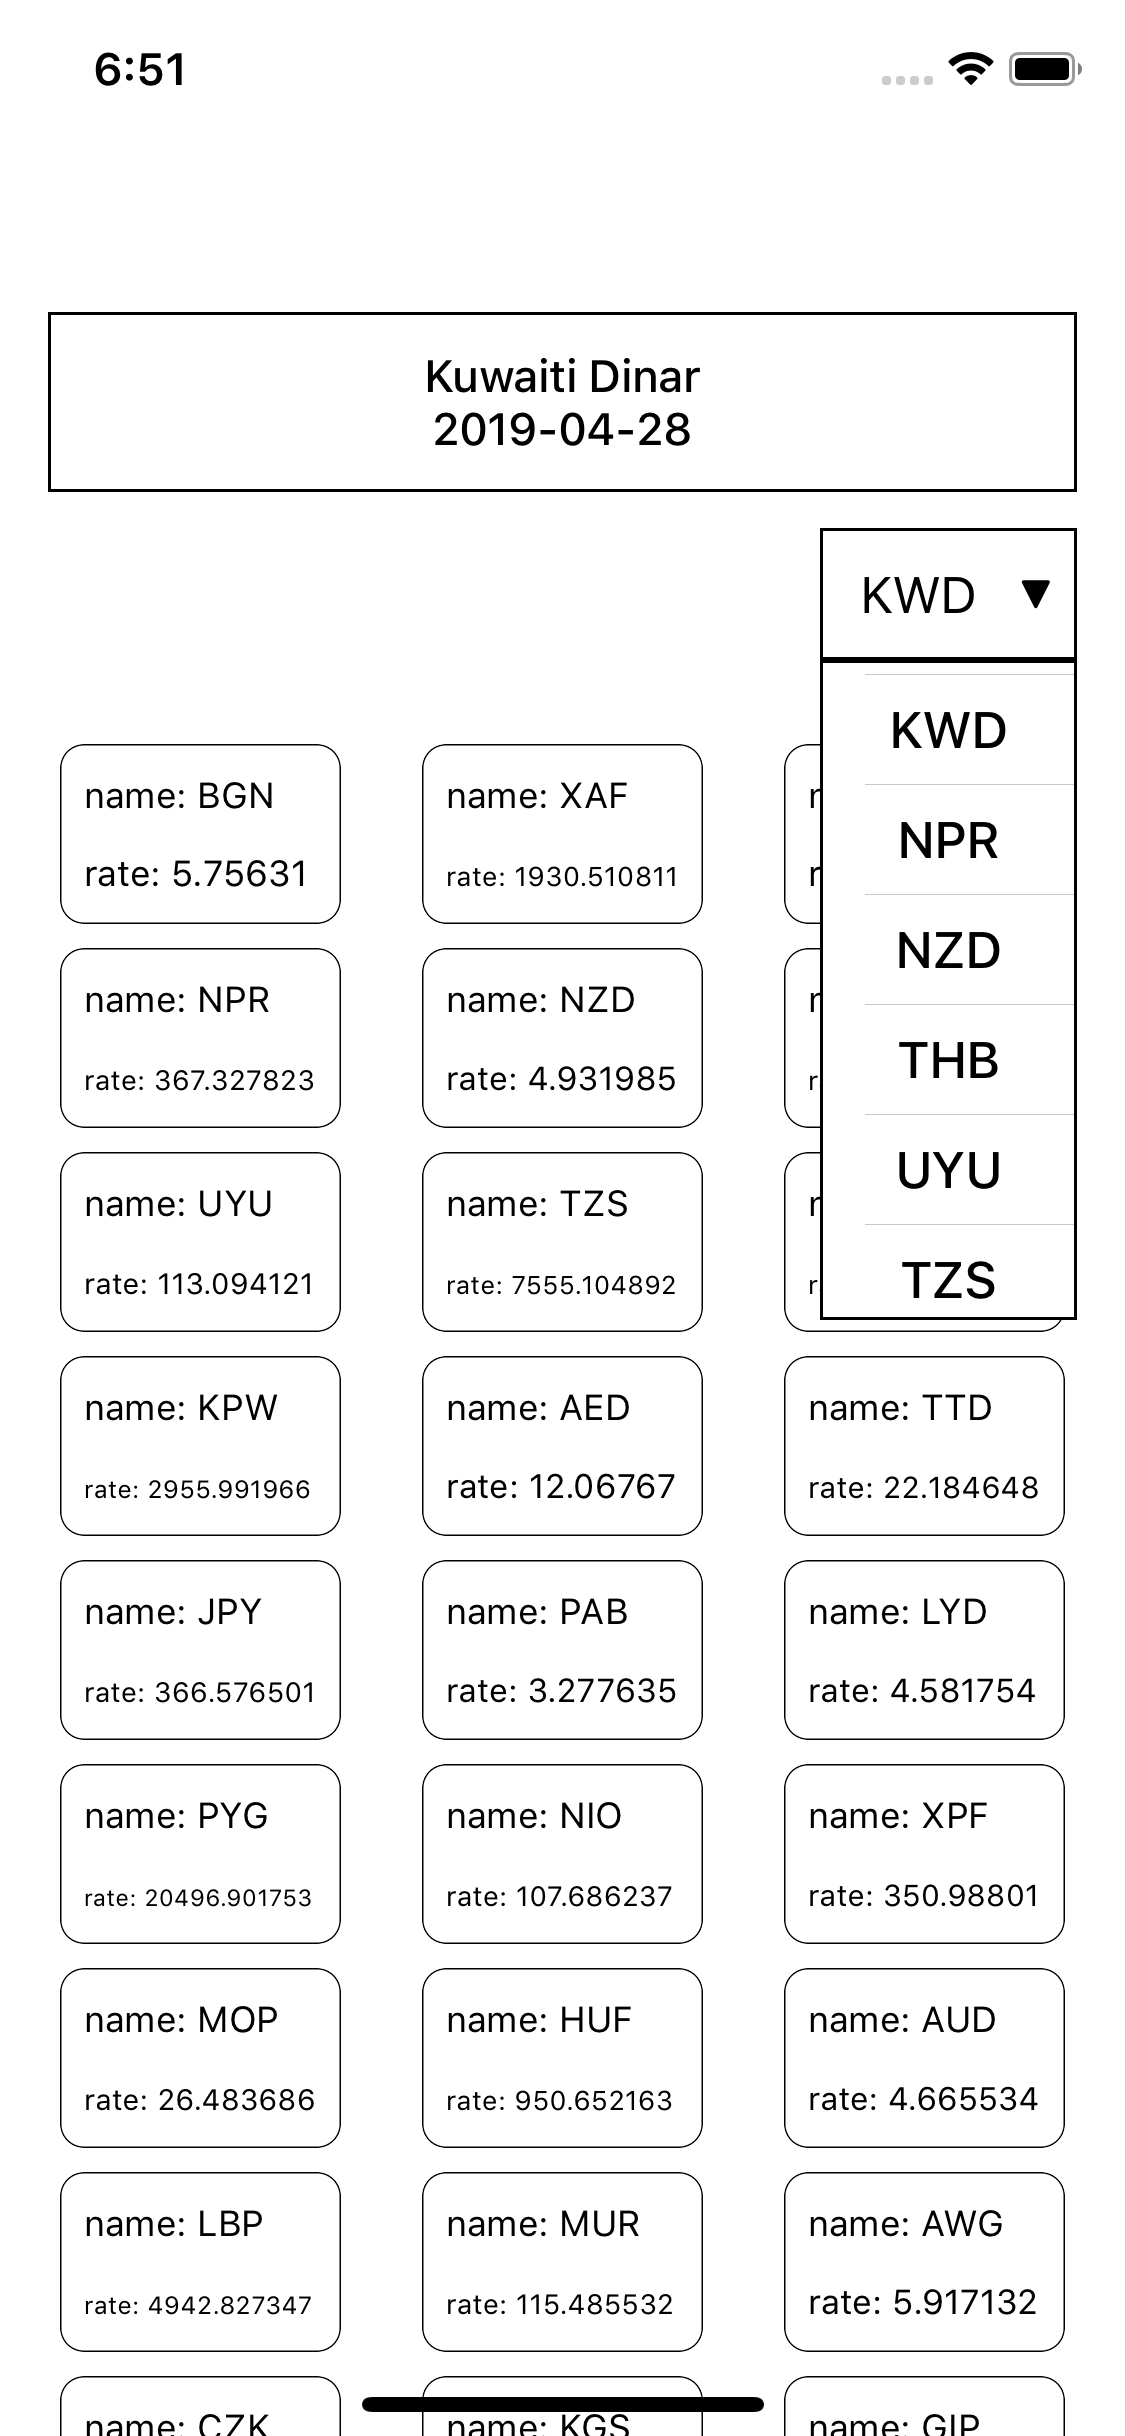 6:51
Kuwaiti Dinar
2019-04-28
KWD ▼
KWD
NPR
NZD
THB
UYU
TZS
name: BGN
rate: 5.75631
name: XAF
rate: 1930.510811
name: NPR
rate: 367.327823
name: NZD
rate: 4.931985
name: UYU
rate: 113.094121
name: TZS
rate: 7555.104892
name: KPW
rate: 2955.991966
name: AED
rate: 12.06767
name: TTD
rate: 22.184648
name: JPY
rate: 366.576501
name: PAB
rate: 3.277635
name: LYD
rate: 4.581754
name: PYG
rate: 20496.901753
name: NIO
rate: 107.686237
name: XPF
rate: 350.98801
name: MOP
rate: 26.483686
name: HUF
rate: 950.652163
name: AUD
rate: 4.665534
name: LBP
rate: 4942.827347
name: MUR
rate: 115.485532
name: AWG
rate: 5.917132
name: CZK
name: KGS
name: GIP